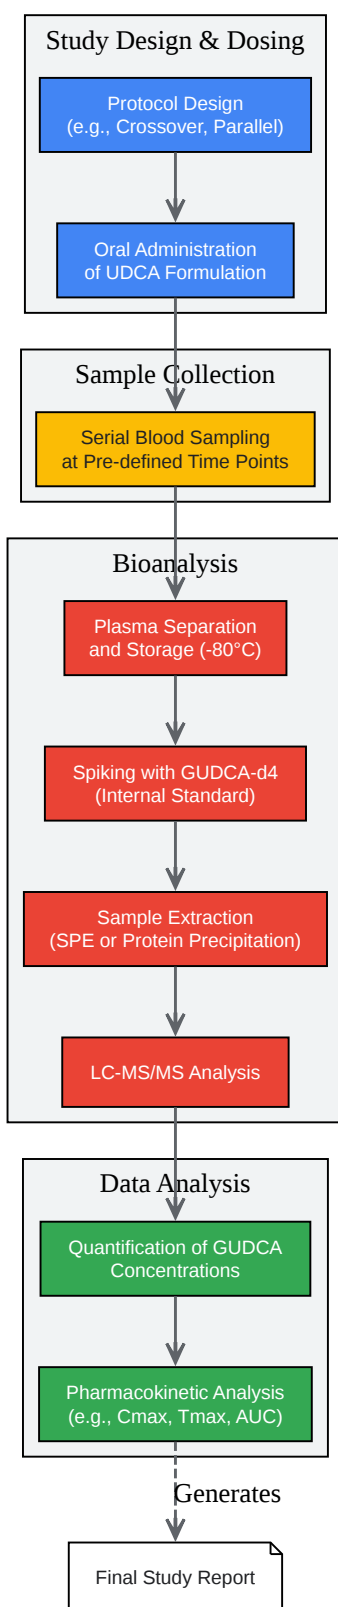 Study Design & Dosing
Protocol Design
(e.g., Crossover, Parallel)
Oral Administration
of UDCA Formulation
Sample Collection
Serial Blood Sampling
at Pre-defined Time Points
Bioanalysis
Plasma Separation
and Storage (-80°C)
Spiking with GUDCA-d4
(Internal Standard)
Sample Extraction
(SPE or Protein Precipitation)
LC-MS/MS Analysis
Data Analysis
Quantification of GUDCA
Concentrations
Pharmacokinetic Analysis
(e.g., Cmax, Tmax, AUC)
Generates
Final Study Report